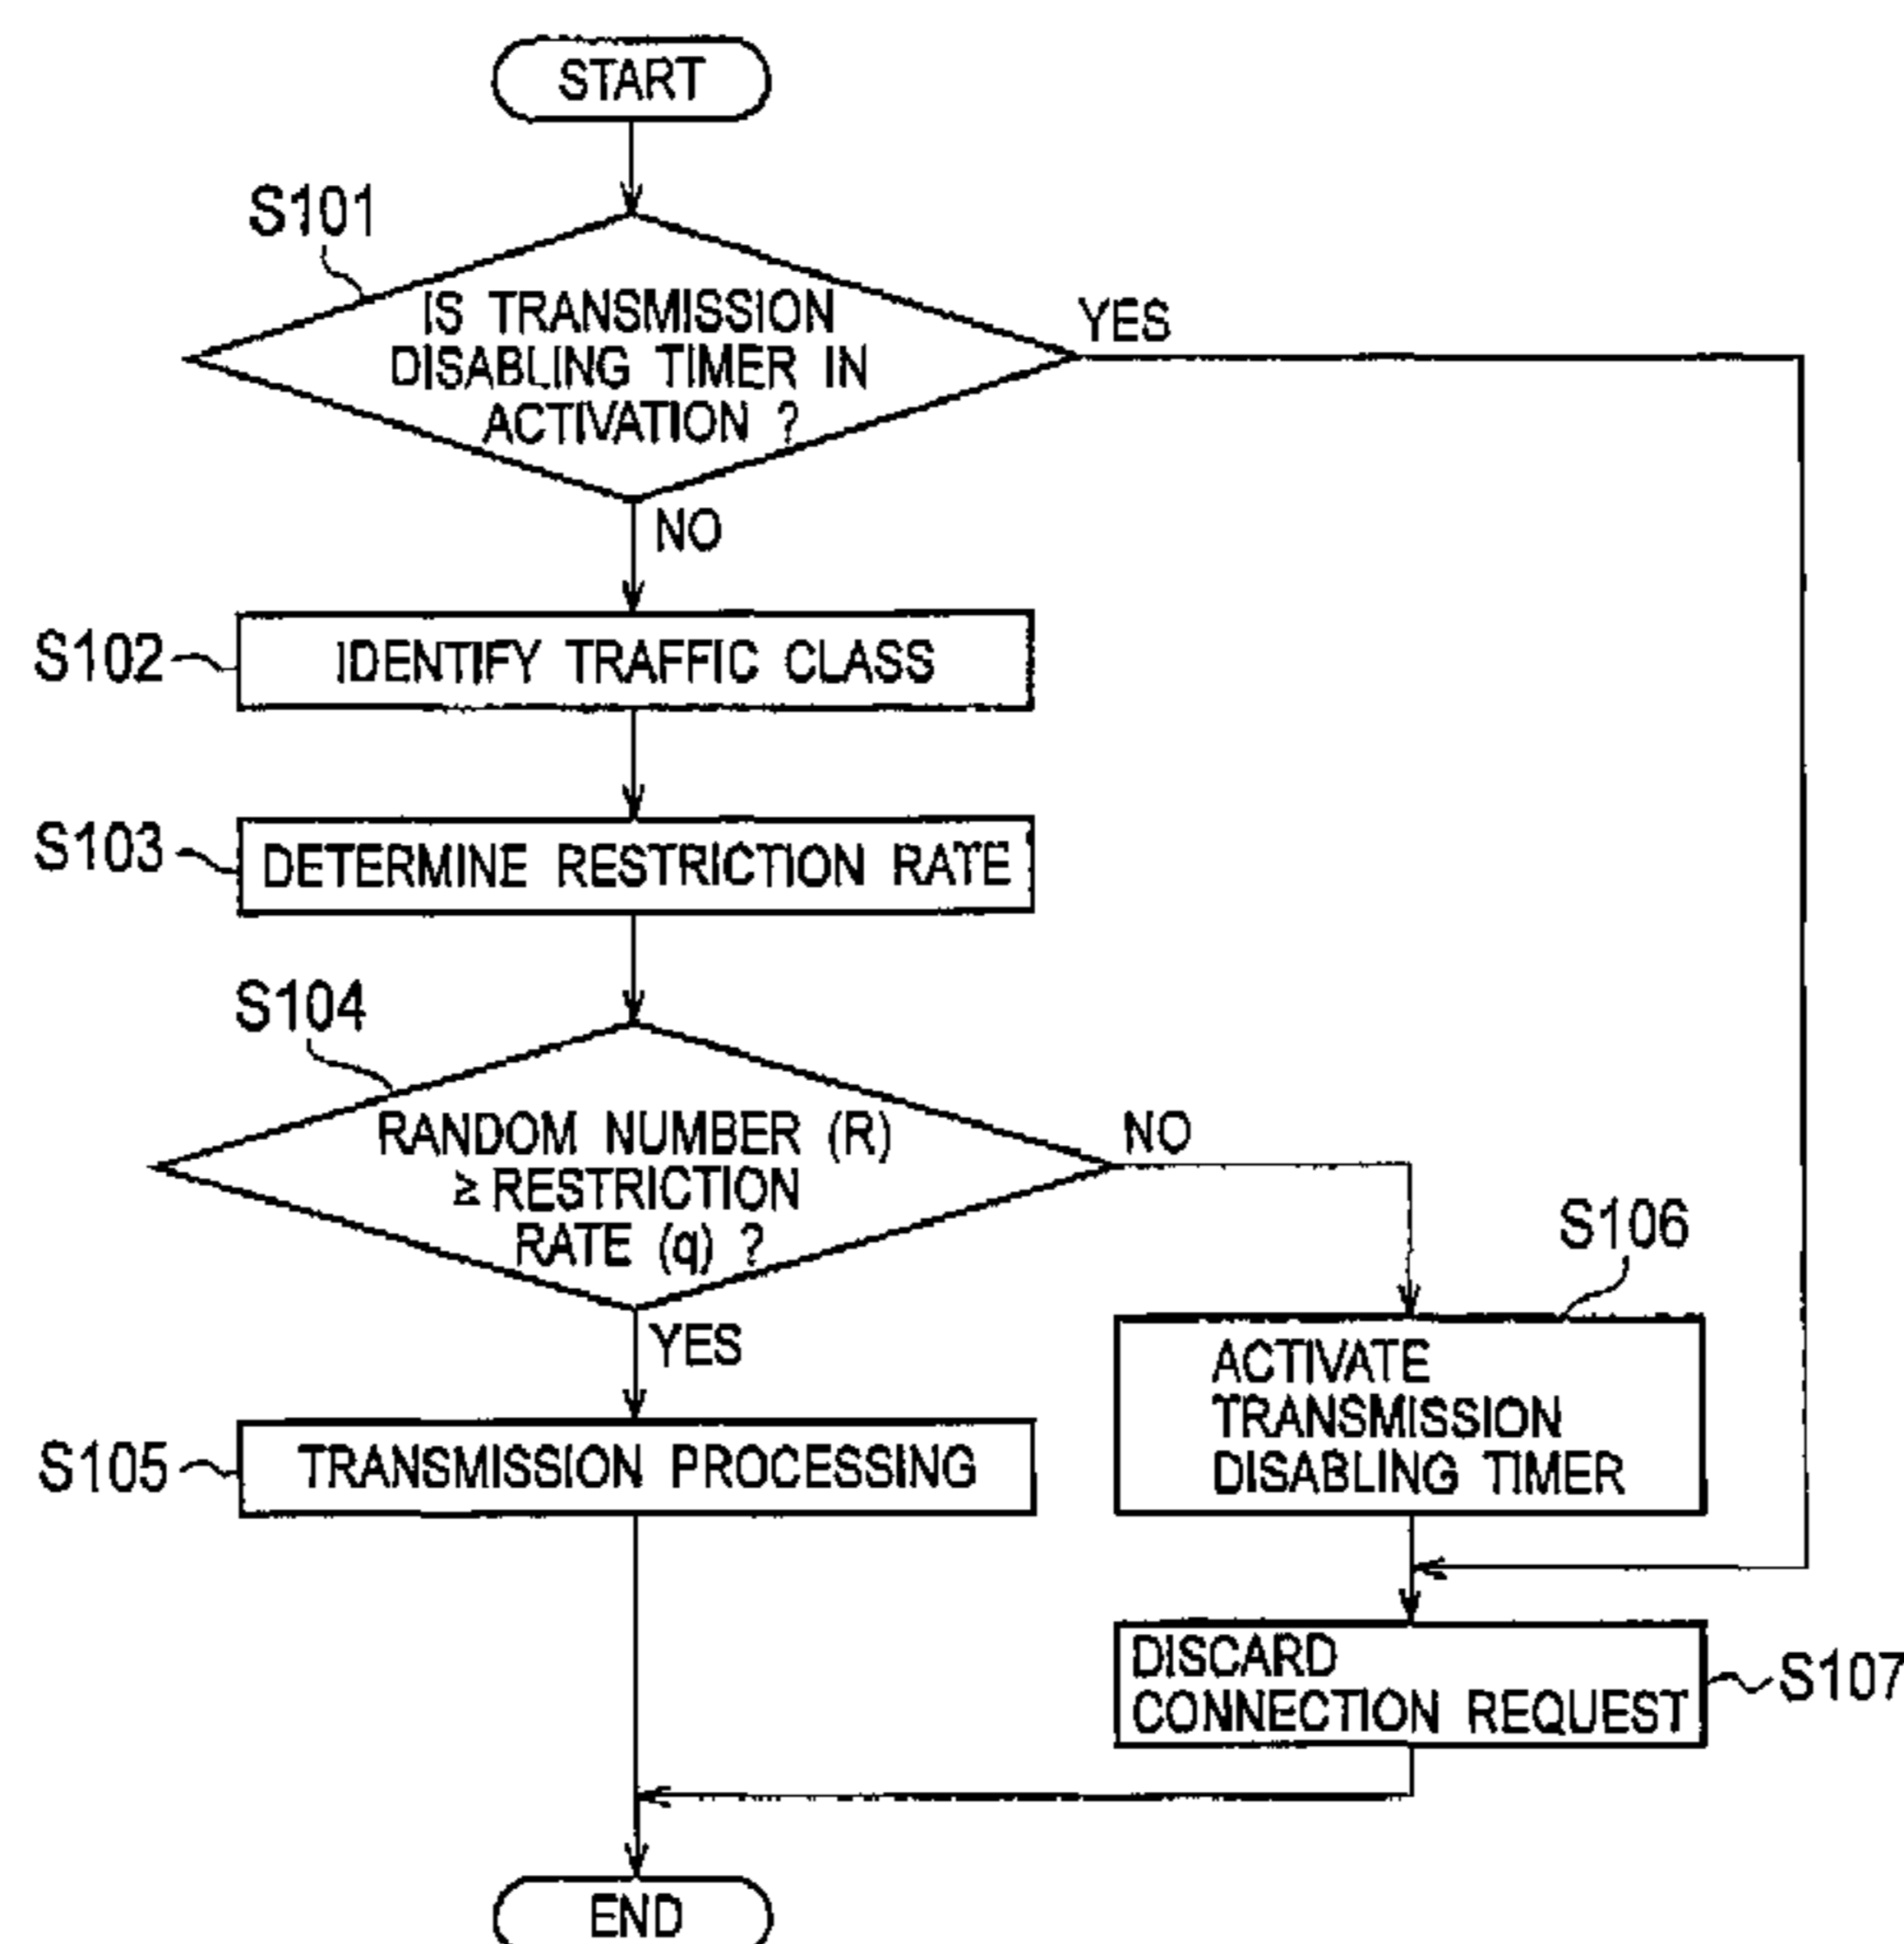 START
S101
IS TRANSMISSION
DISABLING TIMER IN
ACTIVATION ?
YES
NO
S102
IDENTIFY TRAFFIC CLASS
S103
DETERMINE RESTRICTION RATE
S104
RANDOM NUMBER (R)
≥ RESTRICTION
RATE (q) ?
NO
YES
S106
ACTIVATE
TRANSMISSION
DISABLING TIMER
S105
TRANSMISSION PROCESSING
DISCARD
CONNECTION REQUEST
S107
END